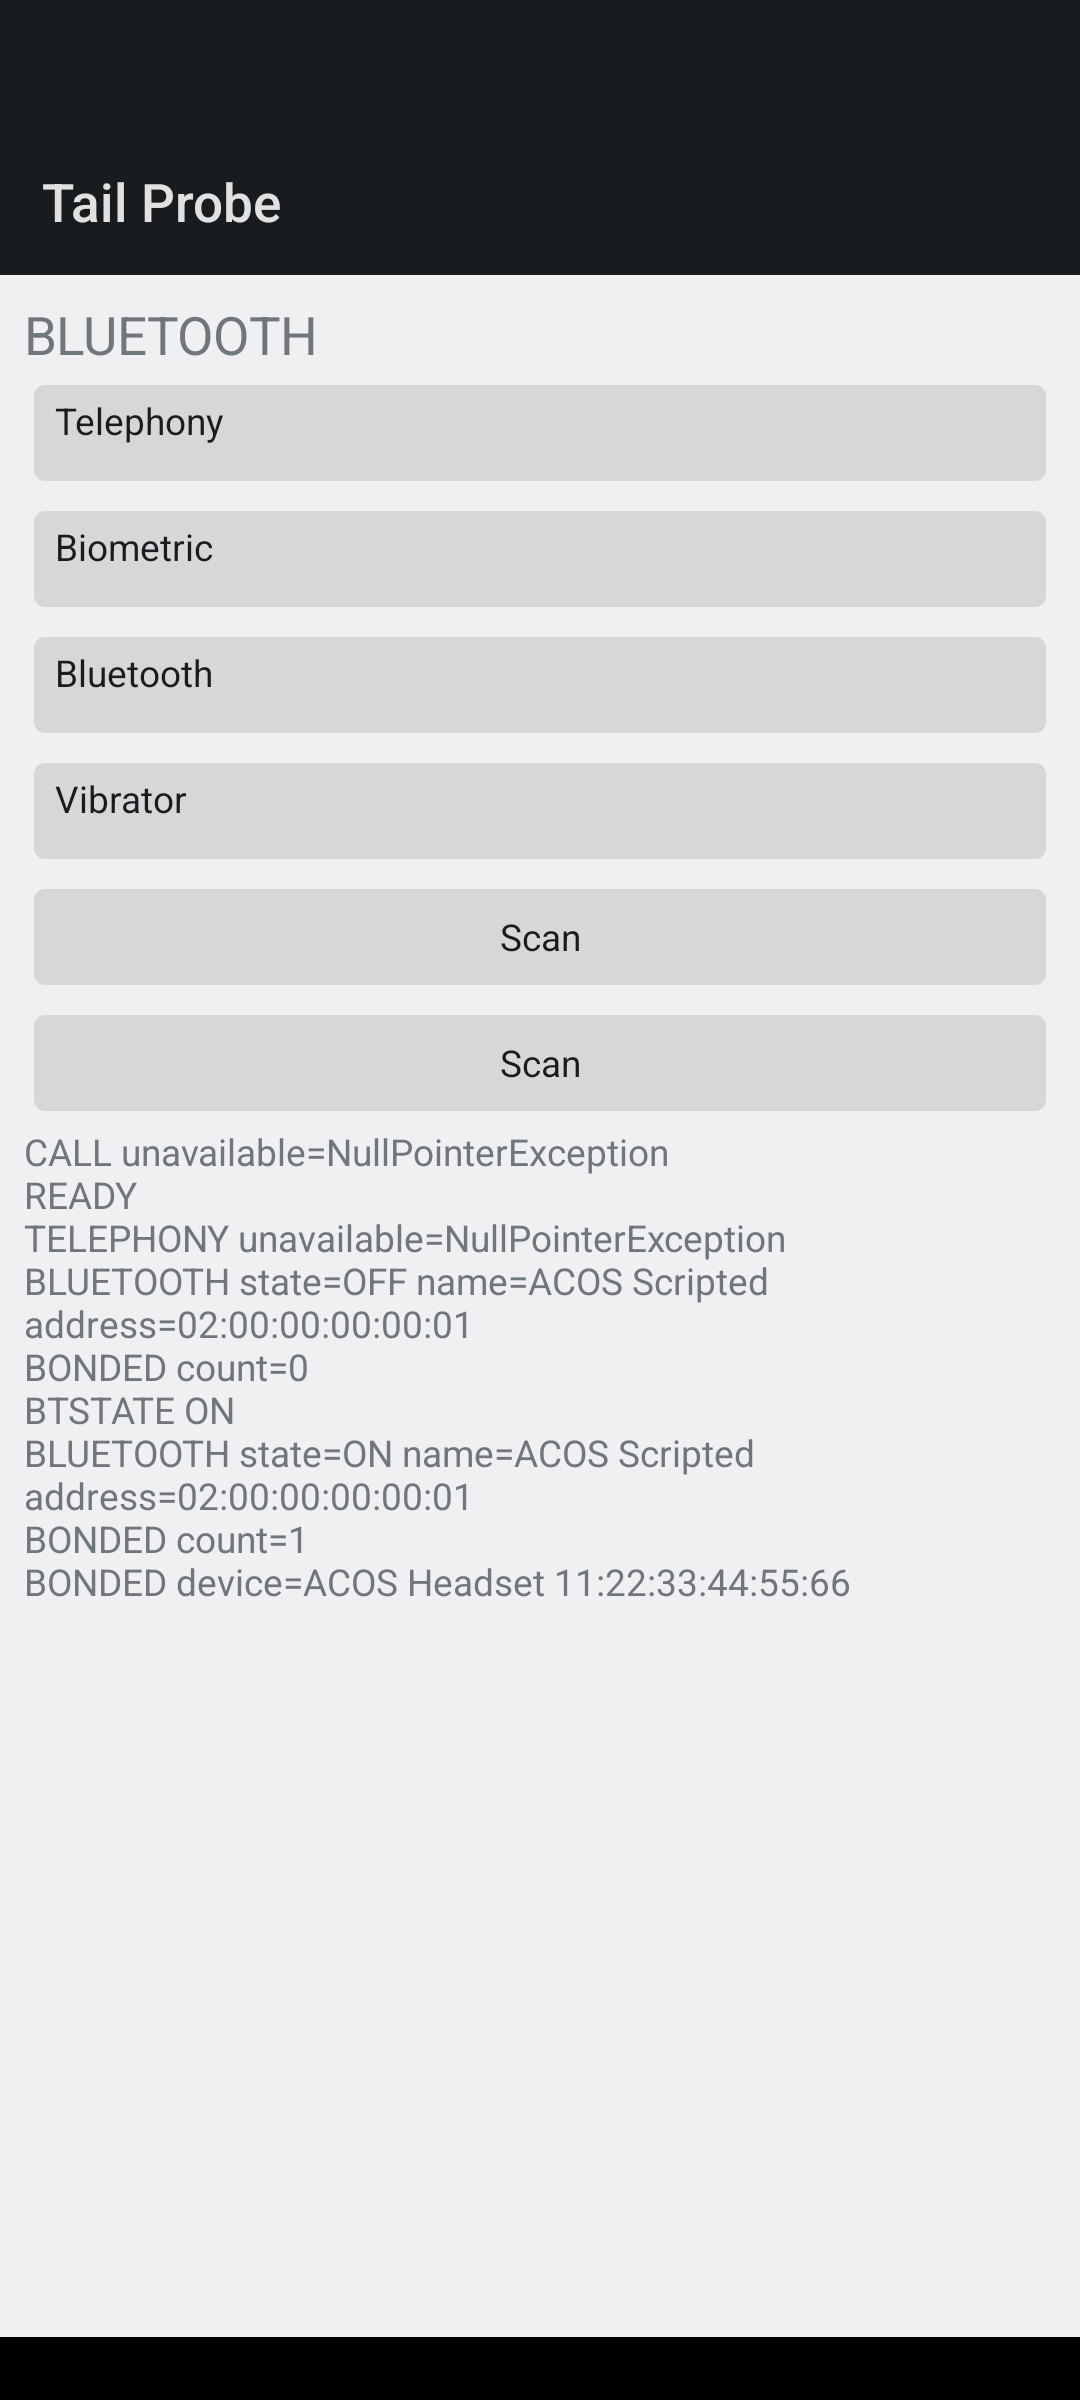 Tail Probe
BLUETOOTH
Telephony
Biometric
Bluetooth
Vibrator
Scan
Scan
CALL unavailable=NullPointerException
READY
TELEPHONY unavailable=NullPointerException
BLUETOOTH state=OFF name=ACOS Scripted
address=02:00:00:00:00:01
BONDED count=0
BTSTATE ON
BLUETOOTH state=ON name=ACOS Scripted
address=02:00:00:00:00:01
BONDED count=1
BONDED device=ACOS Headset 11:22:33:44:55:66